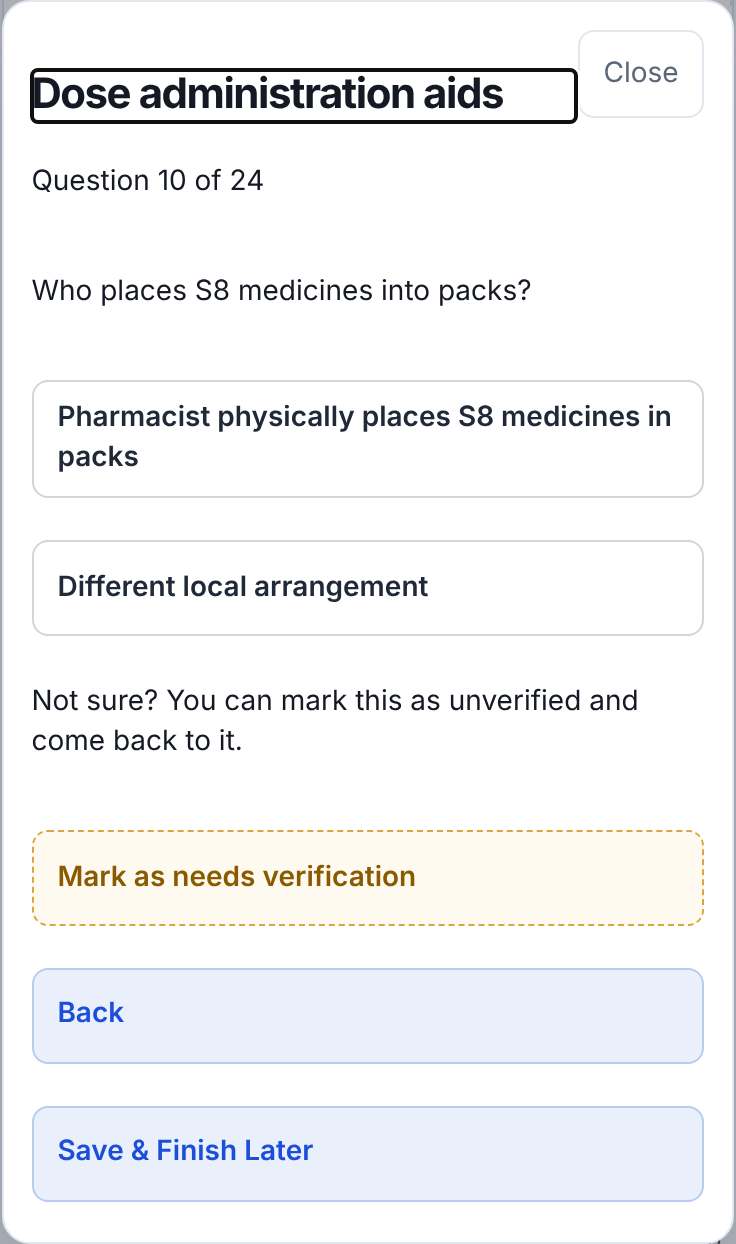 Dose administration aids
Close
Question 10 of 24
Who places S8 medicines into packs?
Pharmacist physically places S8 medicines in
packs
Different local arrangement
Not sure? You can mark this as unverified and
come back to it.
Mark as needs verification
Back
Save & Finish Later